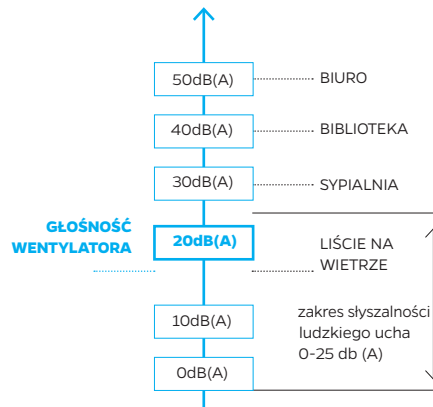 50dB(A)
BIURO
40dB(A)
BIBLIOTEKA
30dB(A)
SYPIALNIA
GŁOŚNOŚĆ
WENTYLATORA
20dB(A)
LIŚCIE NA
WIETRZE
10dB(A)
zakres słyszalności
ludzkiego ucha
0-25 db (A)
0dB(A)